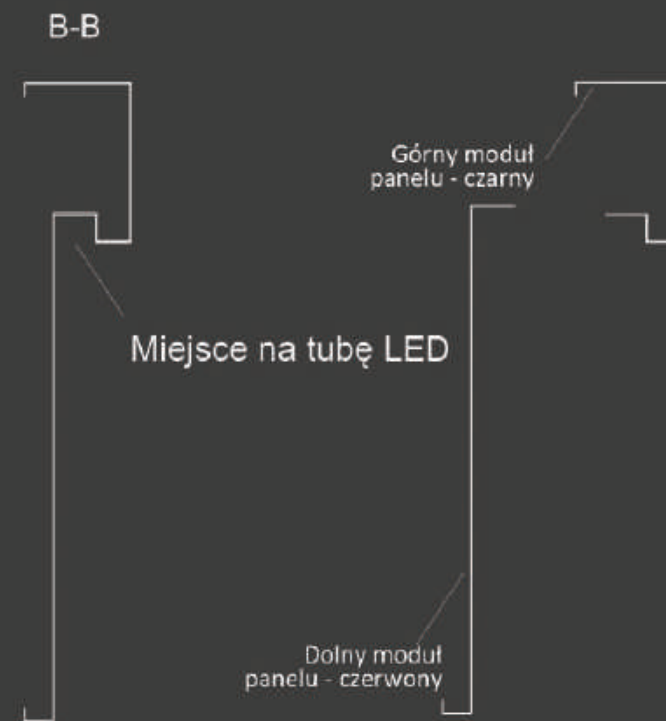 B-B
Górny moduł
panelu - czarny
Miejsce na tubę LED
Dolny moduł
panelu - czerwony